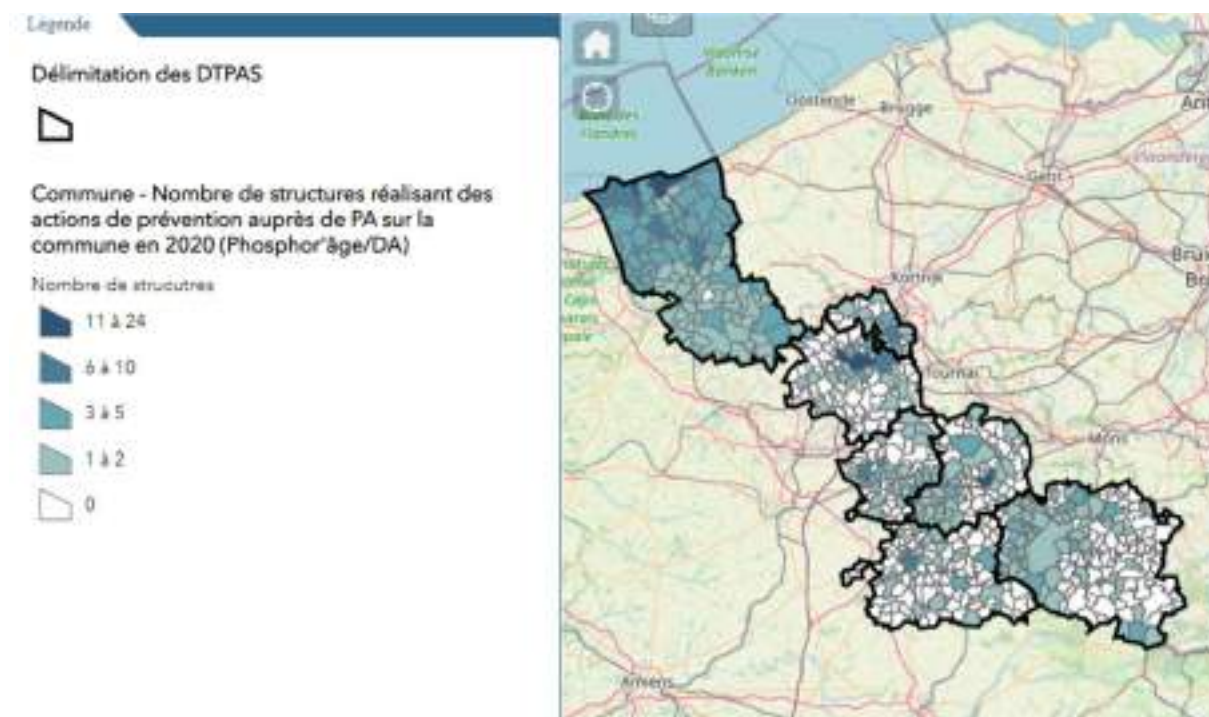 Légende
Délimitation des DTPAS
Commune - Nombre de structures réalisant des
actions de prévention auprès de PA sur la
commune en 2020 (Phosphor'âge/DA)
Nombre de strucutres
11 à 24
6 à 10
3 à 5
1 à 2
0
Oostende
Brugge
Gent
Kortrijk
Tournai
Mons
Amiens